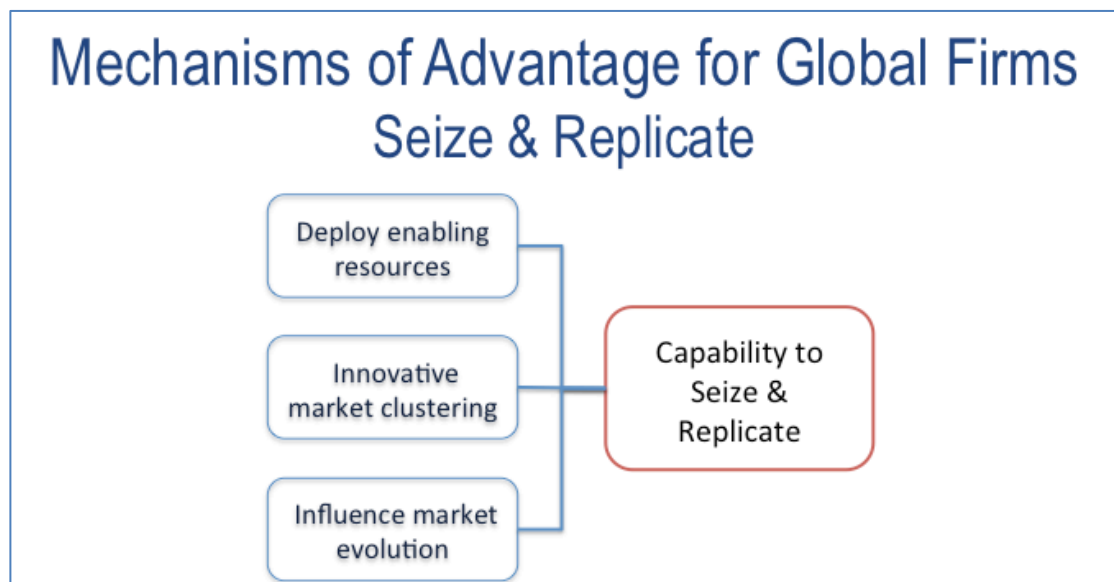 Mechanisms of Advantage for Global Firms
Seize & Replicate
Deploy enabling
resources
Innovative
market clustering
Influence market
evolution
Capability to
Seize &
Replicate